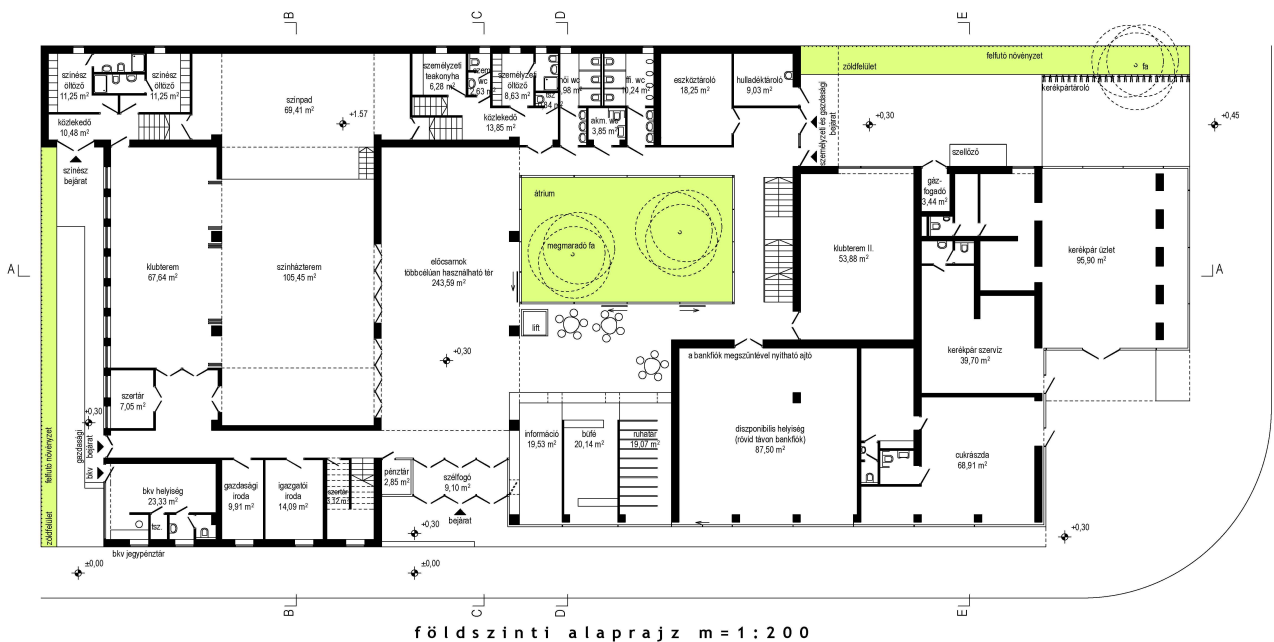 B
C
D
E
színész
öltöző
11,25 m²
színész
öltöző
11,25 m²
közlekedő
10,48 m²
színész
bejárat
színpad
69,41 m²
+1.57
személyzeti
teakonyha
6,28 m²
személyzeti
öltöző
8,63 m²
közlekedő
13,85 m²
akm. wc
3,85 m²
ffi. wc
10,24 m²
eszköztároló
18,25 m²
hulladéktároló
9,03 m²
személyzeti és gazdasági
bejárat
zöldfelület
felfutó növényzet
fa
kerékpártároló
+0,30
+0,45
szellőző
gáz-
fogadó
3,44 m²
átrium
megmaradó fa
A
A
klubterem
67,64 m²
színházterem
105,45 m²
előcsarnok
többcélúan használható tér
243,59 m²
klubterem II.
53,88 m²
kerékpár üzlet
95,90 m²
lift
+0,30
a bankfiók megszűntével nyitható ajtó
kerékpár szerviz
39,70 m²
szertár
7,05 m²
+0,30
gazdasági
bejárat
bkv
felfutó növényzet
zöldfelület
információ
19,53 m²
büfé
20,14 m²
ruhatár
19,07 m²
diszponibilis helyiség
(rövid távon bankfiók)
87,50 m²
cukrászda
68,91 m²
bkv helyiség
23,33 m²
tsz.
gazdasági
iroda
9,91 m²
igazgatói
iroda
14,09 m²
szertár
pénztár
2,85 m²
szélfogó
9,10 m²
bejárat
+0,30
+0,30
bkv jegypénztár
±0,00
±0,00
B
C
D
E
földszinti alaprajz m=1:200